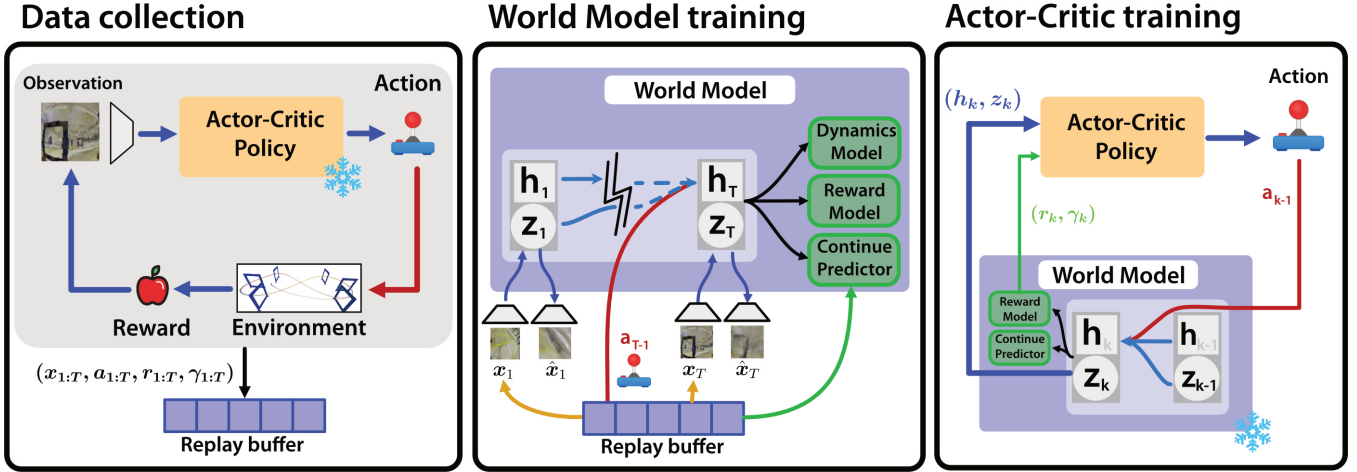 Data collection
Observation
Action
Actor-Critic
Policy
Reward
Environment
(x₁:T, a₁:T, r₁:T, γ₁:T)
Replay buffer
World Model training
World Model
h₁
z₁
hT
zT
Dynamics
Model
Reward
Model
Continue
Predictor
x₁
x̂₁
aT-1
xT
x̂T
Replay buffer
Actor-Critic training
Action
(hₖ, zₖ)
Actor-Critic
Policy
aₖ₋₁
(rₖ, γₖ)
World Model
Reward
Model
Continue
Predictor
hₖ
zₖ
hₖ₋₁
zₖ₋₁